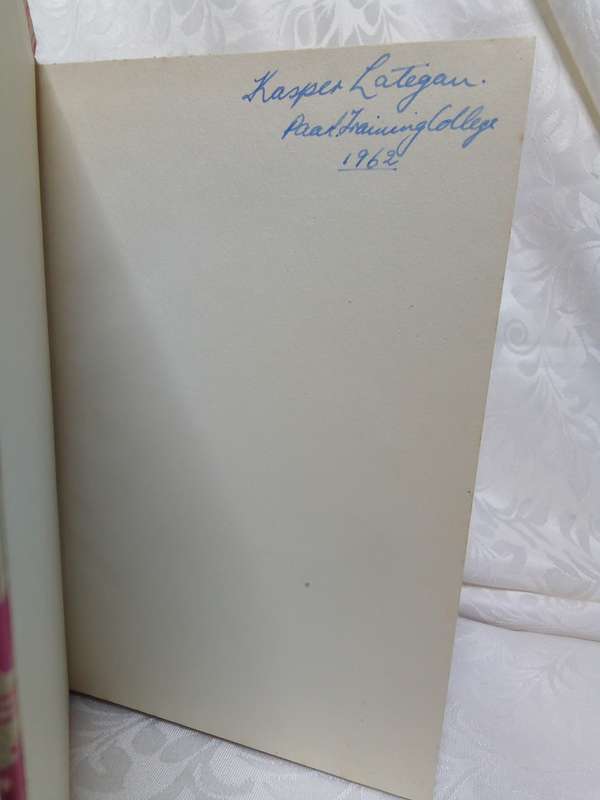 Kasper Lategan.
Paarl Training College
1962